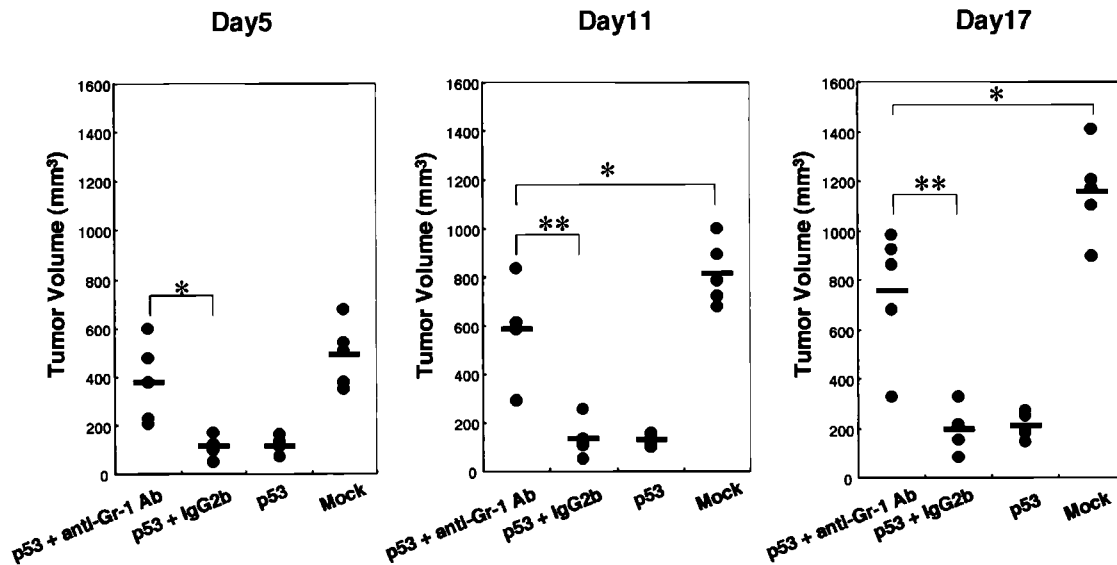 Day5
Day11
Day17
Tumor Volume (mm³)
1600
1400
1200
1000
800
600
400
200
0
*
p53 + anti-Gr-1 Ab
p53 + IgG2b
p53
Mock
Tumor Volume (mm³)
1600
1400
1200
1000
800
600
400
200
0
*
**
p53 + anti-Gr-1 Ab
p53 + IgG2b
p53
Mock
Tumor Volume (mm³)
1600
1400
1200
1000
800
600
400
200
0
*
**
p53 + anti-Gr-1 Ab
p53 + IgG2b
p53
Mock